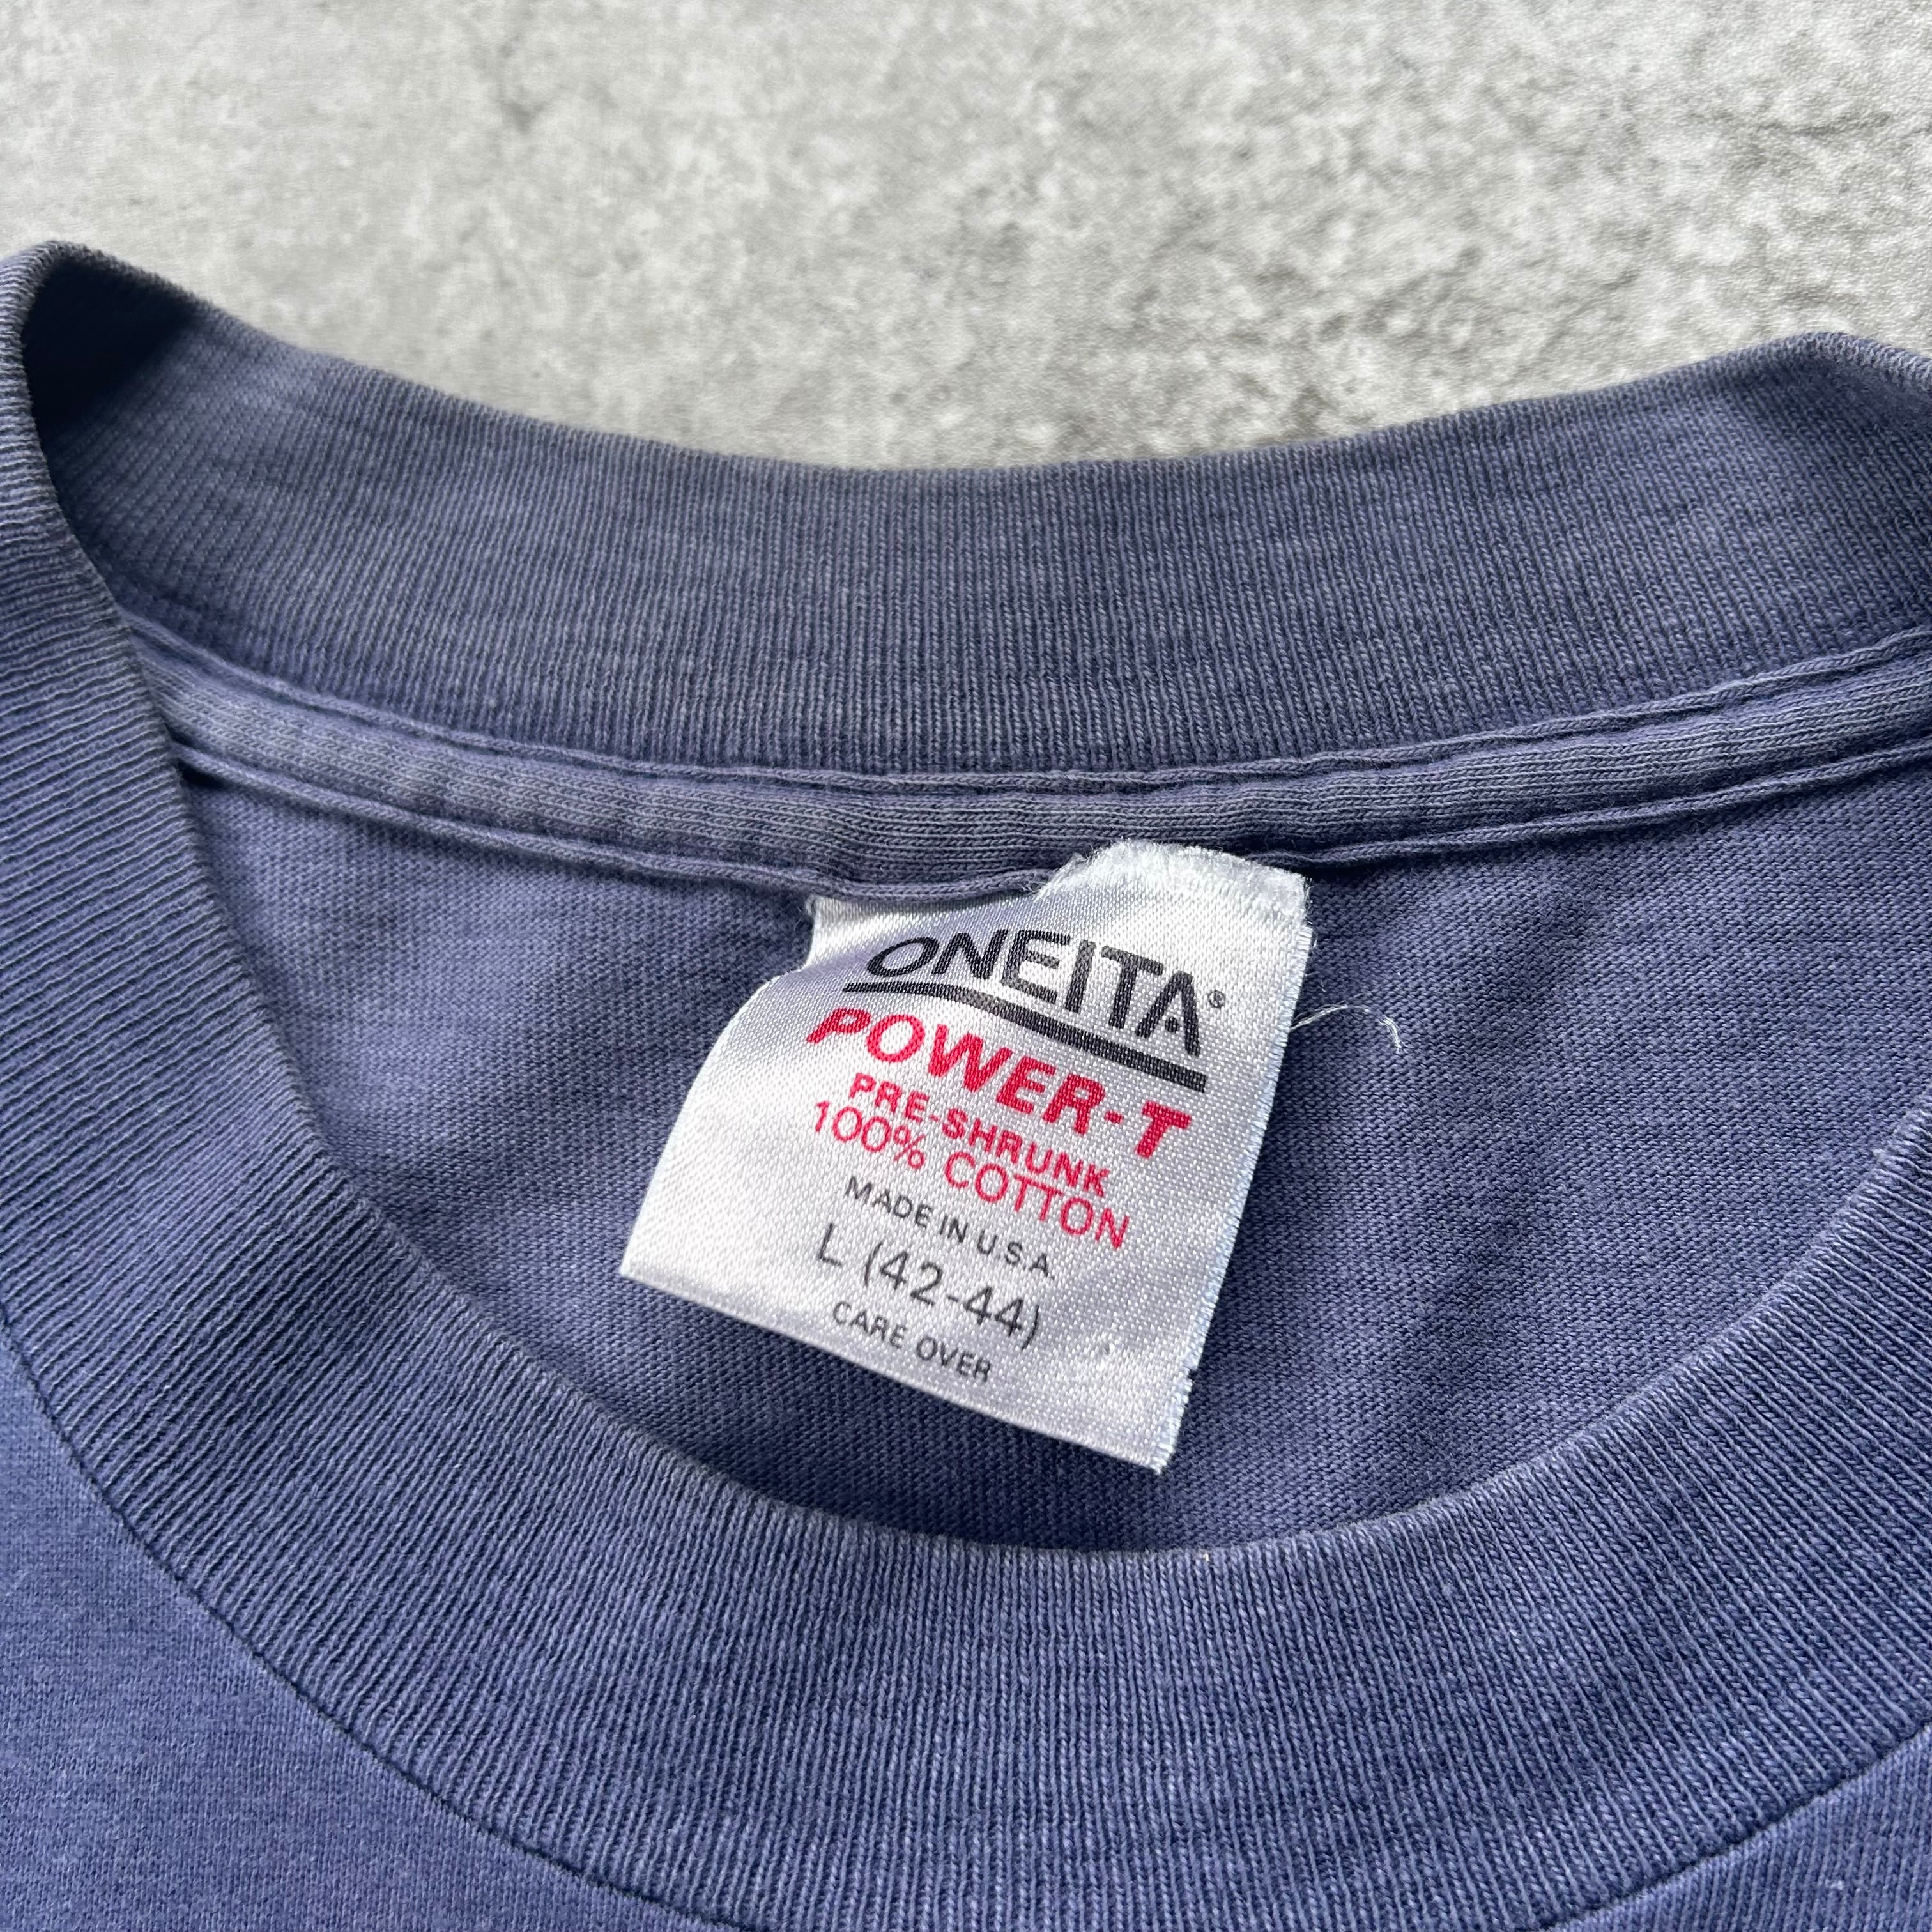 ONEITA®
POWER-T
PRE-SHRUNK
100% COTTON
MADE IN U.S.A.
L (42-44)
CARE OVER